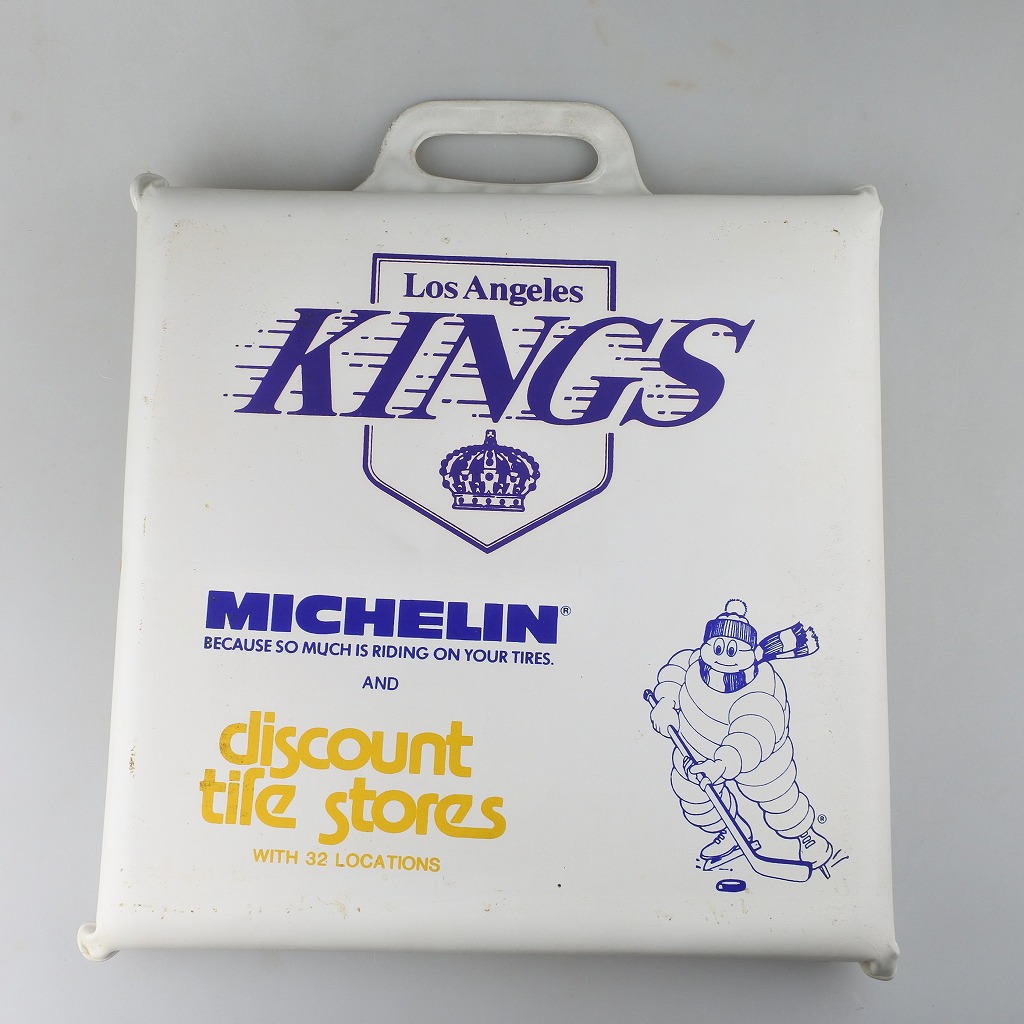 Los Angeles
KINGS
MICHELIN®
BECAUSE SO MUCH IS RIDING ON YOUR TIRES.
AND
discount
tire stores
WITH 32 LOCATIONS
®